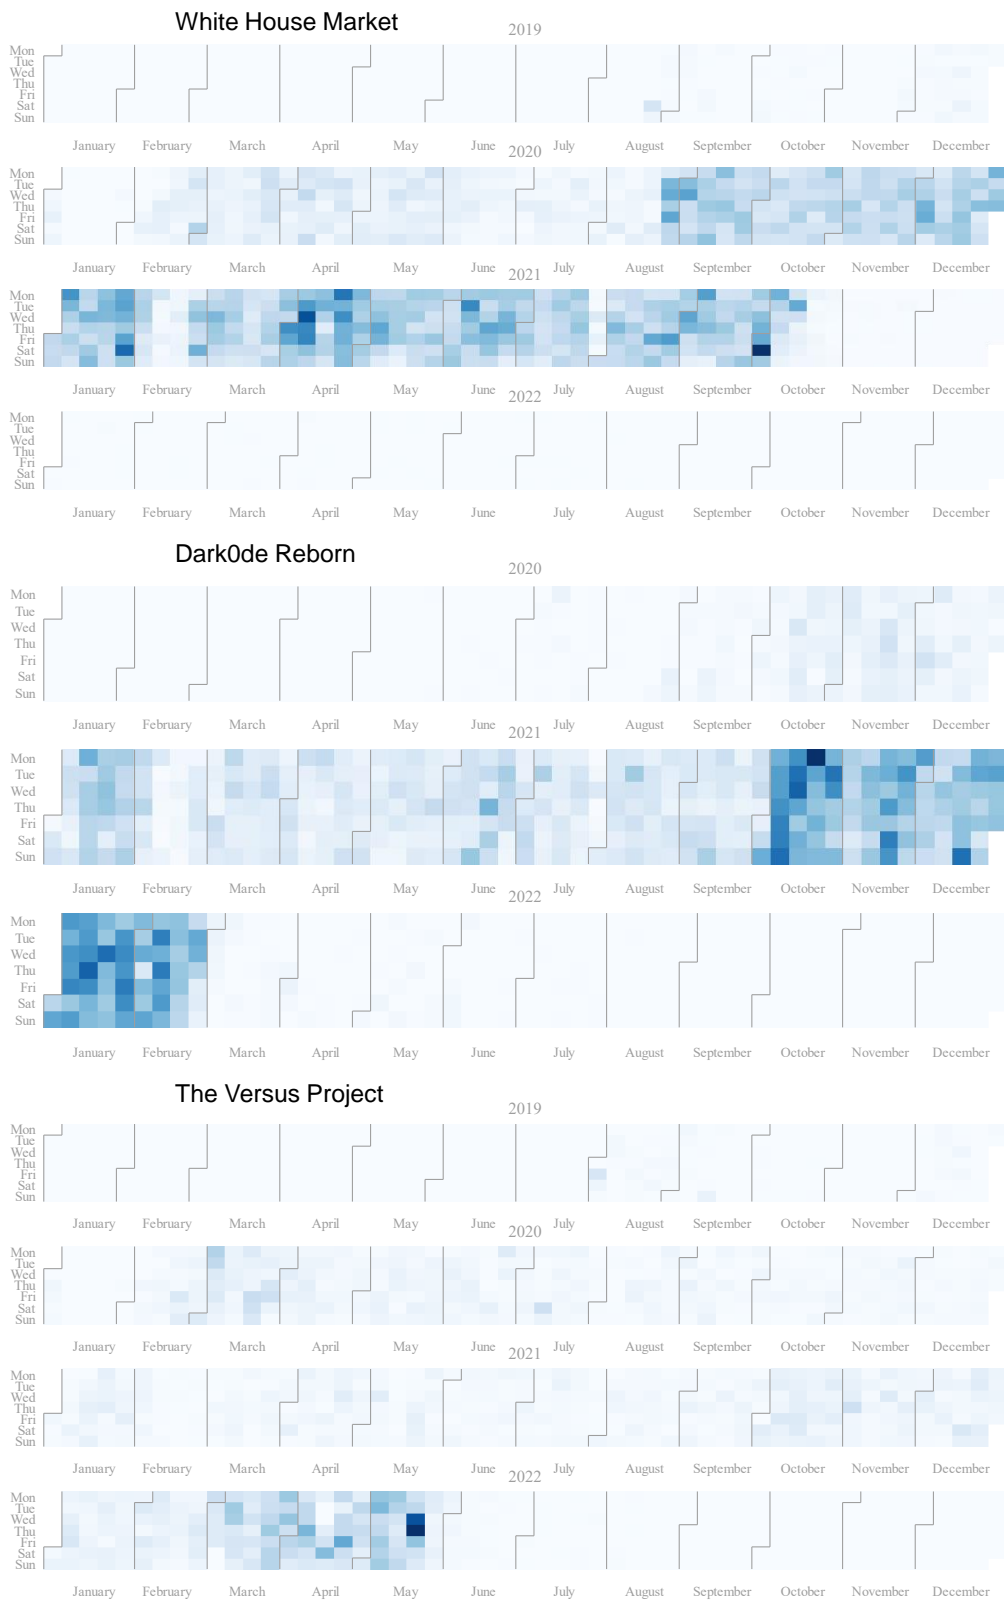 White House Market
2019
Mon
Tue
Wed
Thu
Fri
Sat
Sun
January February March April May June July August September October November December
2020
Mon
Tue
Wed
Thu
Fri
Sat
Sun
January February March April May June July August September October November December
2021
Mon
Tue
Wed
Thu
Fri
Sat
Sun
January February March April May June July August September October November December
2022
Mon
Tue
Wed
Thu
Fri
Sat
Sun
January February March April May June July August September October November December
Dark0de Reborn
2020
Mon
Tue
Wed
Thu
Fri
Sat
Sun
January February March April May June July August September October November December
2021
Mon
Tue
Wed
Thu
Fri
Sat
Sun
January February March April May June July August September October November December
2022
Mon
Tue
Wed
Thu
Fri
Sat
Sun
January February March April May June July August September October November December
The Versus Project
2019
Mon
Tue
Wed
Thu
Fri
Sat
Sun
January February March April May June July August September October November December
2020
Mon
Tue
Wed
Thu
Fri
Sat
Sun
January February March April May June July August September October November December
2021
Mon
Tue
Wed
Thu
Fri
Sat
Sun
January February March April May June July August September October November December
2022
Mon
Tue
Wed
Thu
Fri
Sat
Sun
January February March April May June July August September October November December